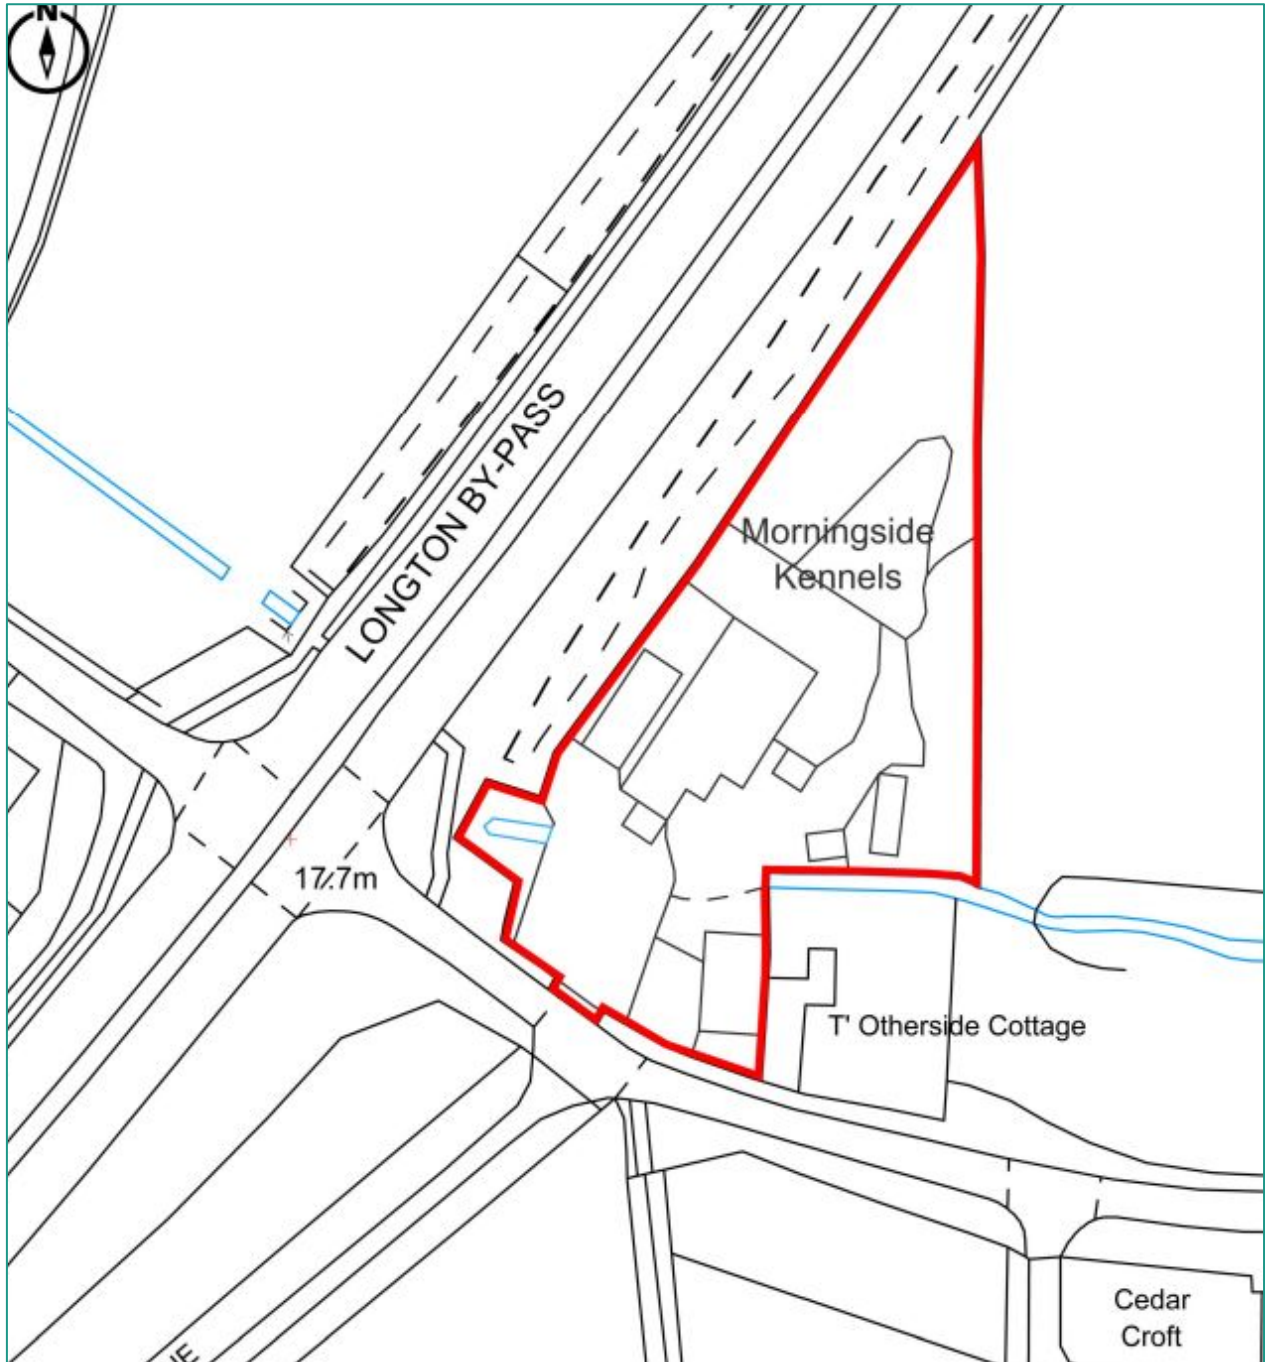 N
LONGTON BY-PASS
Morningside
Kennels
17.7m
T' Otherside Cottage
Cedar
Croft